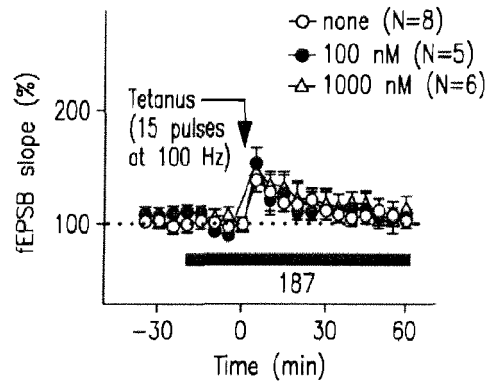 none (N=8)
100 nM (N=5)
1000 nM (N=6)
Tetanus
(15 pulses
at 100 Hz)
fEPSB slope (%)
200
100
187
-30 0 30 60
Time (min)